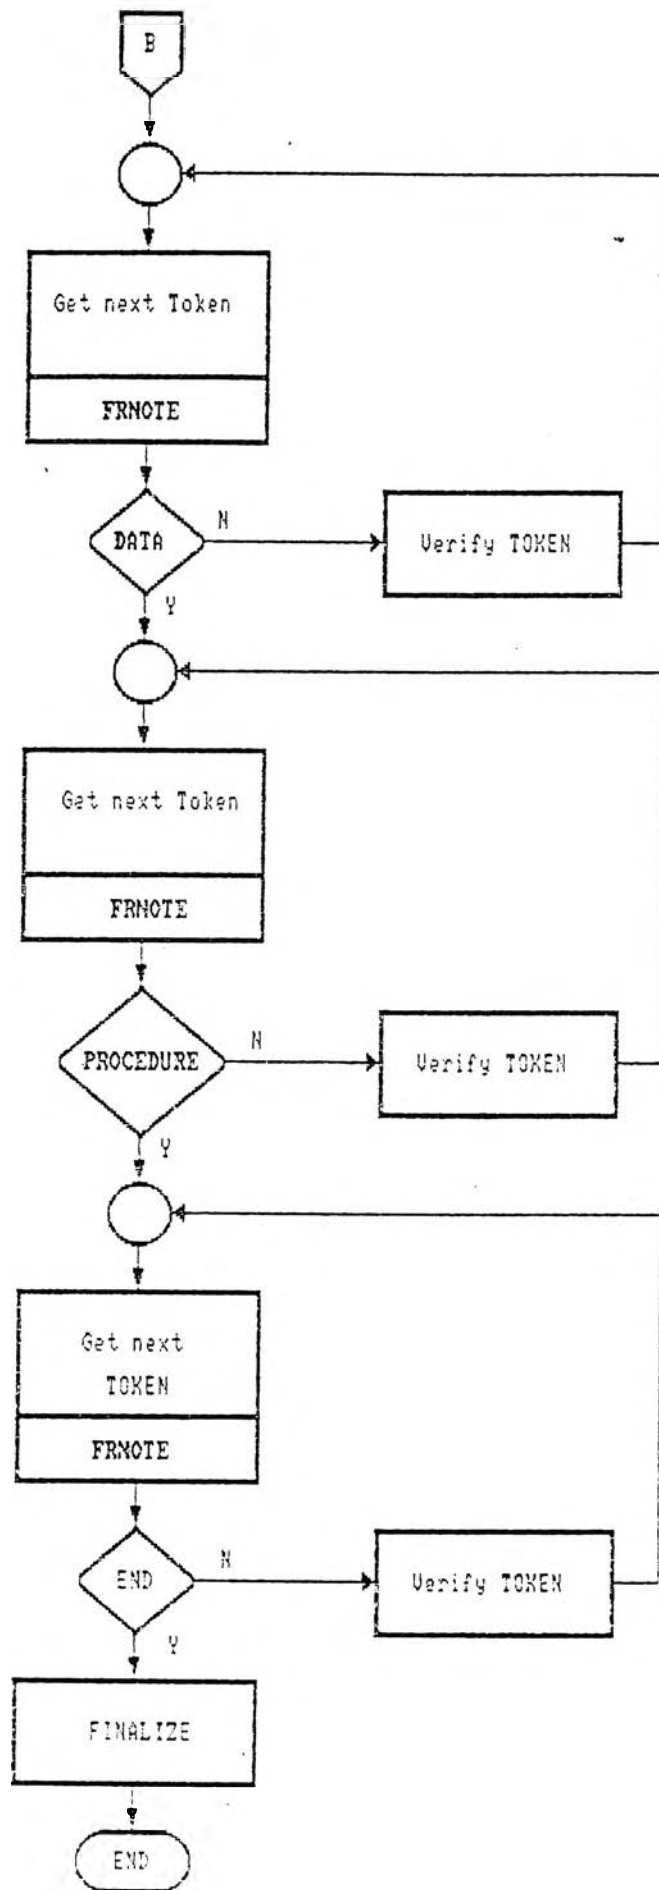 B
Get next Token
FRNOTE
DATA
N
Verify TOKEN
Y
Get next Token
FRNOTE
PROCEDURE
N
Verify TOKEN
Y
Get next
TOKEN
FRNOTE
END
N
Verify TOKEN
Y
FINALIZE
END